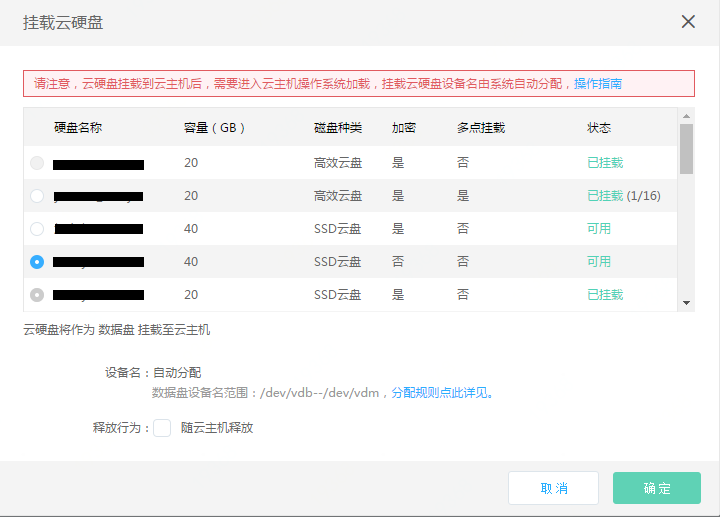 挂载云硬盘
请注意，云硬盘挂载到云主机后，需要进入云主机操作系统加载，挂载云硬盘设备名由系统自动分配，操作指南
硬盘名称 容量（GB） 磁盘种类 加密 多点挂载 状态
20 高效云盘 是 否 已挂载
20 高效云盘 是 是 已挂载 (1/16)
40 SSD云盘 是 否 可用
40 SSD云盘 否 否 可用
20 SSD云盘 是 否 已挂载
云硬盘将作为 数据盘 挂载至云主机
设备名：自动分配
数据盘设备名范围：/dev/vdb--/dev/vdm，分配规则点此详见。
释放行为： 随云主机释放
取消 确定